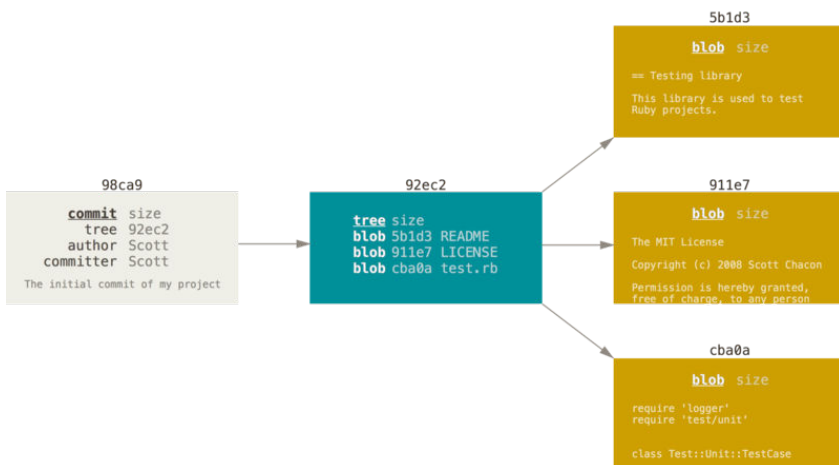 98ca9
commit size
tree 92ec2
author Scott
committer Scott
The initial commit of my project
92ec2
tree size
blob 5b1d3 README
blob 911e7 LICENSE
blob cba0a test.rb
5b1d3
blob size
== Testing library
This library is used to test
Ruby projects.
911e7
blob size
The MIT License
Copyright (c) 2008 Scott Chacon
Permission is hereby granted,
free of charge, to any person
cba0a
blob size
require 'logger'
require 'test/unit'
class Test::Unit::TestCase